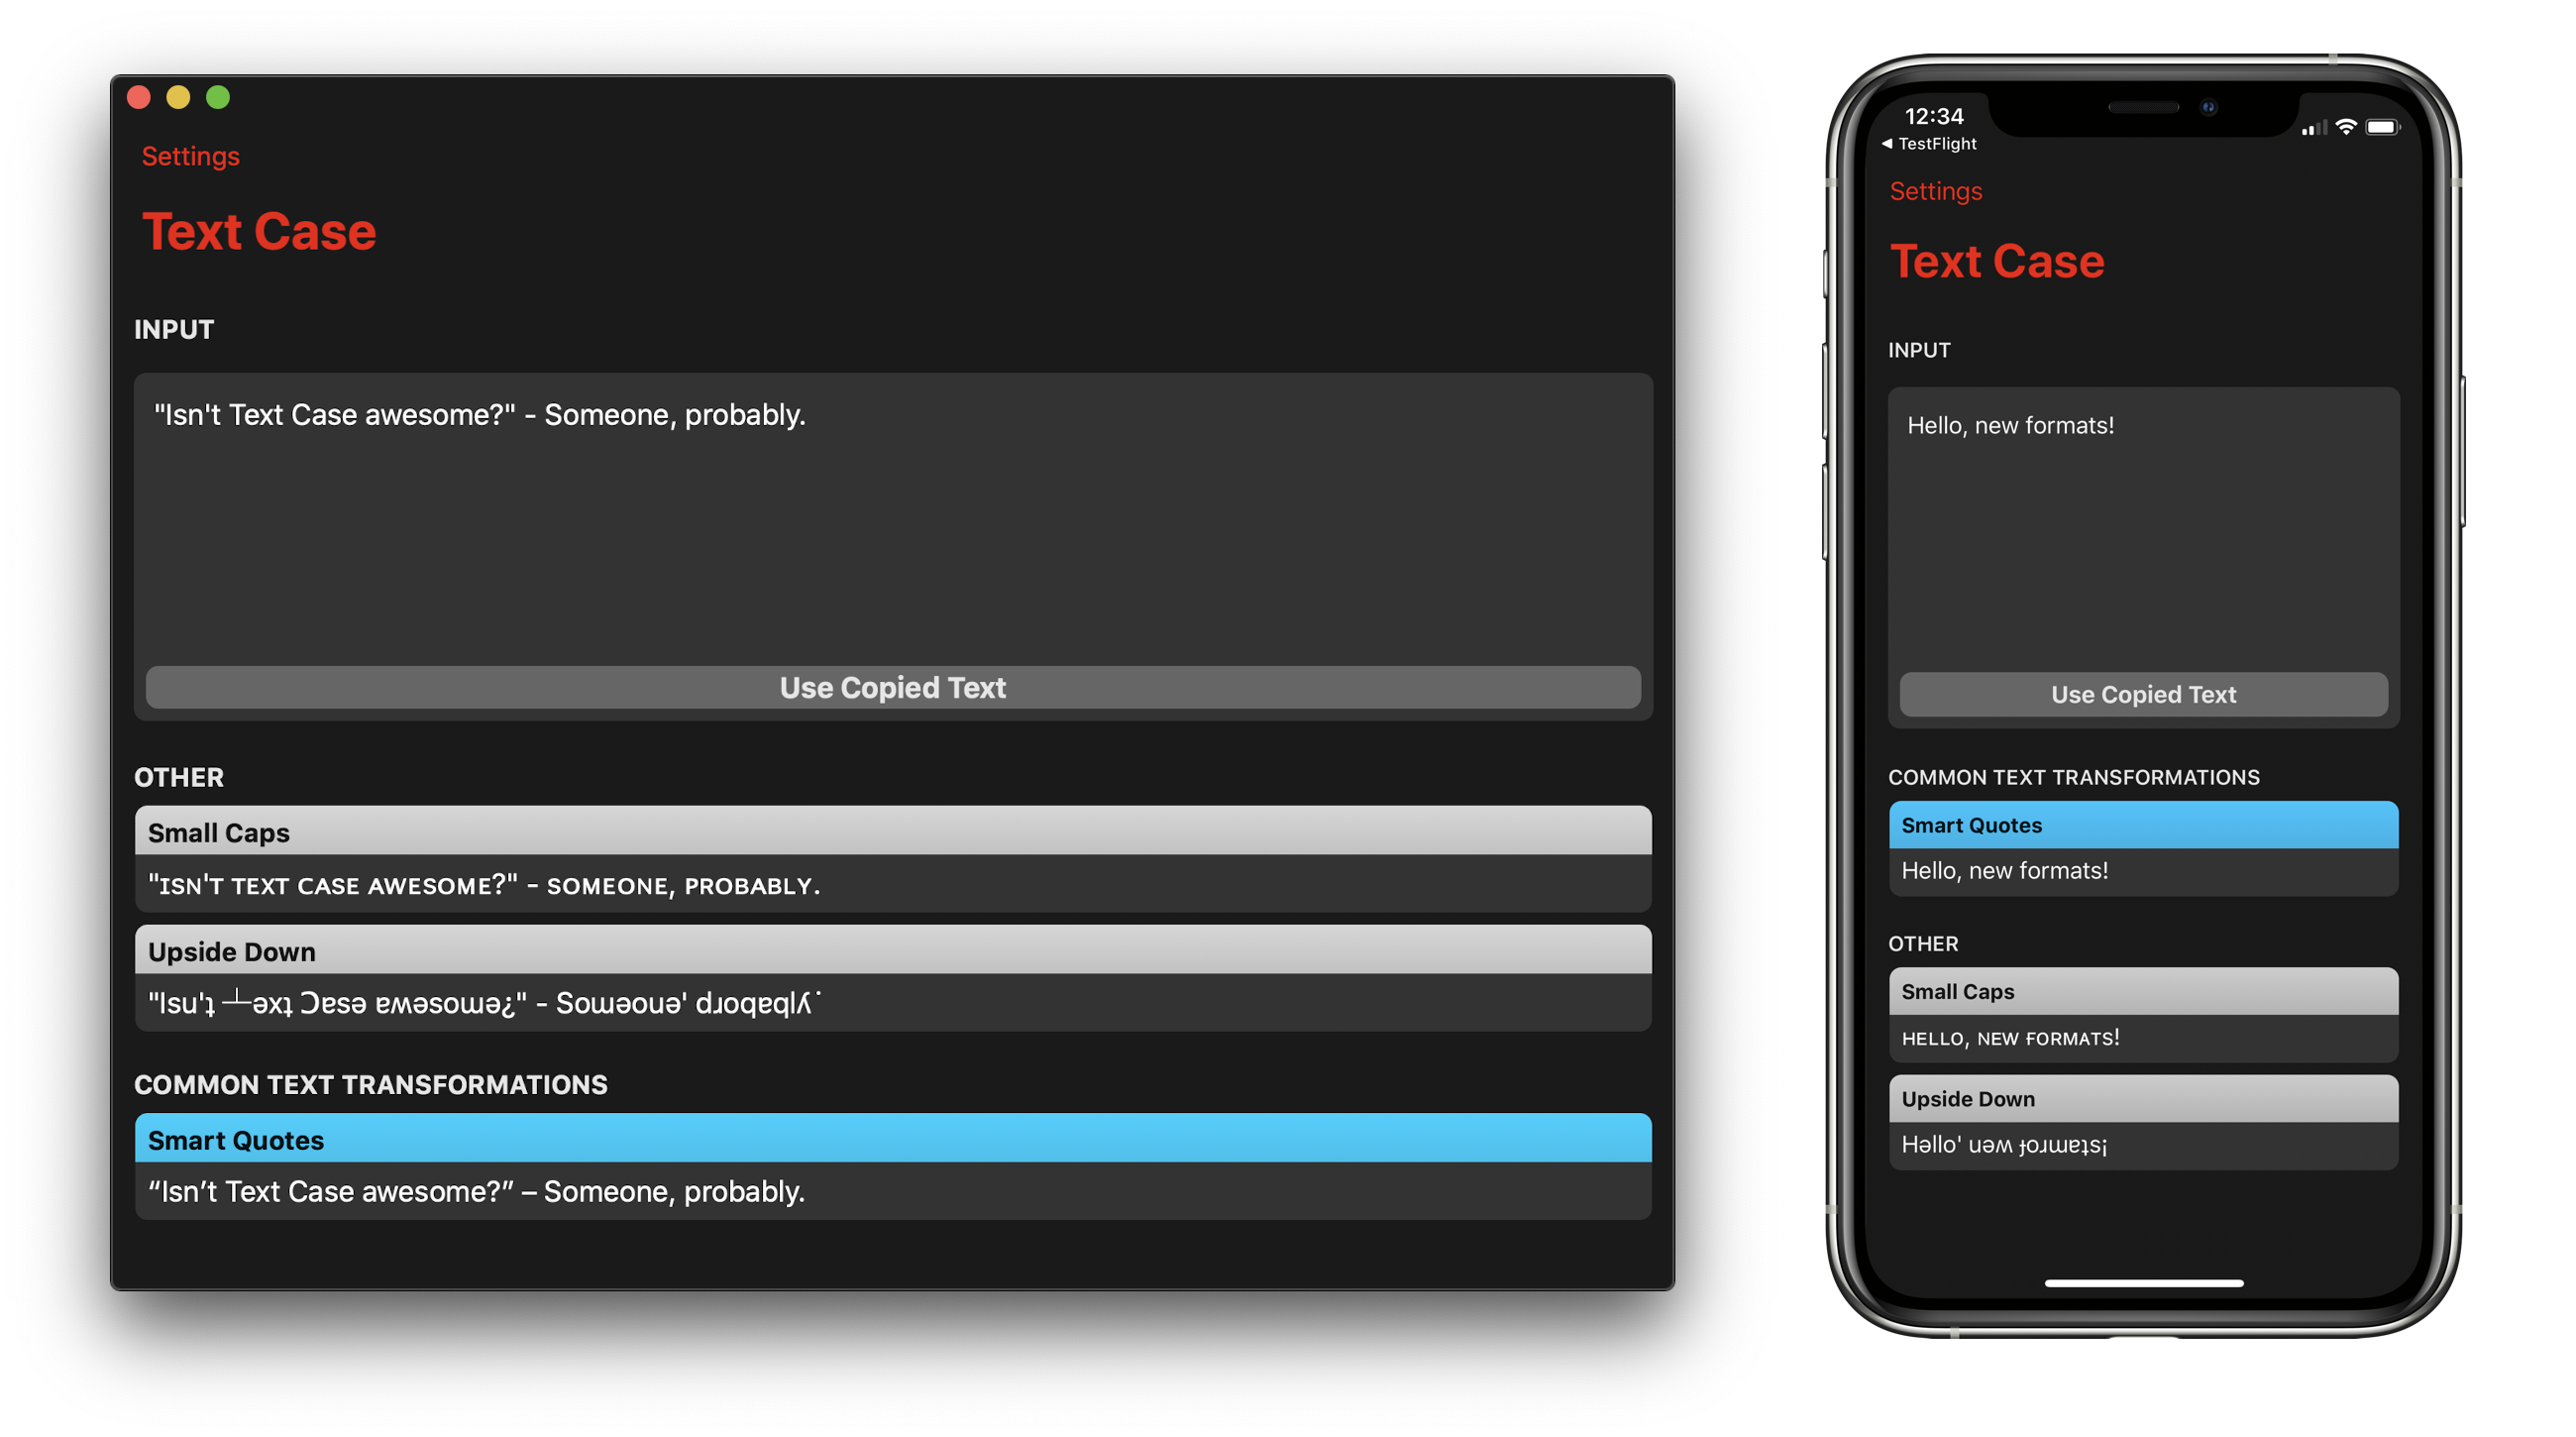 Settings
Text Case
INPUT
"Isn't Text Case awesome?" - Someone, probably.
Use Copied Text
OTHER
Small Caps
"ɪsɴ'ᴛ ᴛᴇxᴛ ᴄᴀsᴇ ᴀᴡᴇsᴏᴍᴇ?" - sᴏᴍᴇᴏɴᴇ, ᴘʀᴏʙᴀʙʟʏ.
Upside Down
"Isu'ʇ ┴ǝxʇ Ɔɐsǝ ɐʍǝsoɯǝ¿" - Soɯǝouǝ' dɹoqɐqlʎ˙
COMMON TEXT TRANSFORMATIONS
Smart Quotes
“Isn’t Text Case awesome?” – Someone, probably.
12:34
◀ TestFlight
Settings
Text Case
INPUT
Hello, new formats!
Use Copied Text
COMMON TEXT TRANSFORMATIONS
Smart Quotes
Hello, new formats!
OTHER
Small Caps
ʜᴇʟʟᴏ, ɴᴇᴡ ғᴏʀᴍᴀᴛs!
Upside Down
Hǝllo' uǝʍ ɟoɹɯɐʇs¡